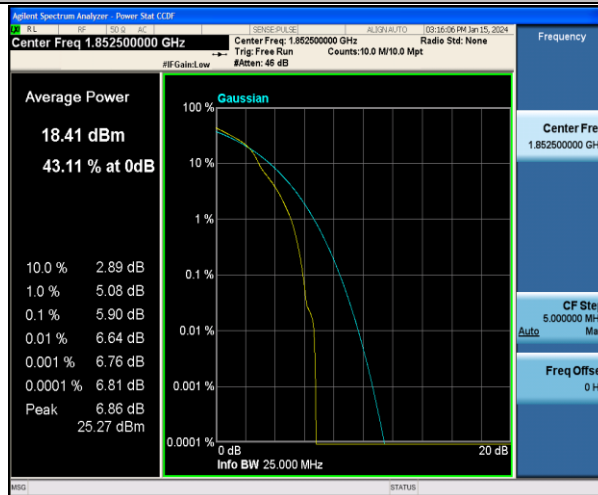 Agilent Spectrum Analyzer - Power Stat CCDF
RL RF 50 Ω AC SENSE:PULSE ALIGN AUTO 03:16:06 PM Jan 15, 2024
Center Freq 1.852500000 GHz
Center Freq: 1.852500000 GHz Radio Std: None
Trig: Free Run Counts:10.0 M/10.0 Mpt
#IFGain:Low #Atten: 46 dB
Frequency
Average Power
18.41 dBm
43.11 % at 0dB
10.0 % 2.89 dB
1.0 % 5.08 dB
0.1 % 5.90 dB
0.01 % 6.64 dB
0.001 % 6.76 dB
0.0001 % 6.81 dB
Peak 6.86 dB
25.27 dBm
Gaussian
100 %
10 %
1 %
0.1 %
0.01 %
0.001 %
0.0001 %
0 dB 20 dB
Info BW 25.000 MHz
Center Fre
1.852500000 GH
CF Ste
5.000000 MH
Auto Ma
Freq Offse
0 H
MSG STATUS